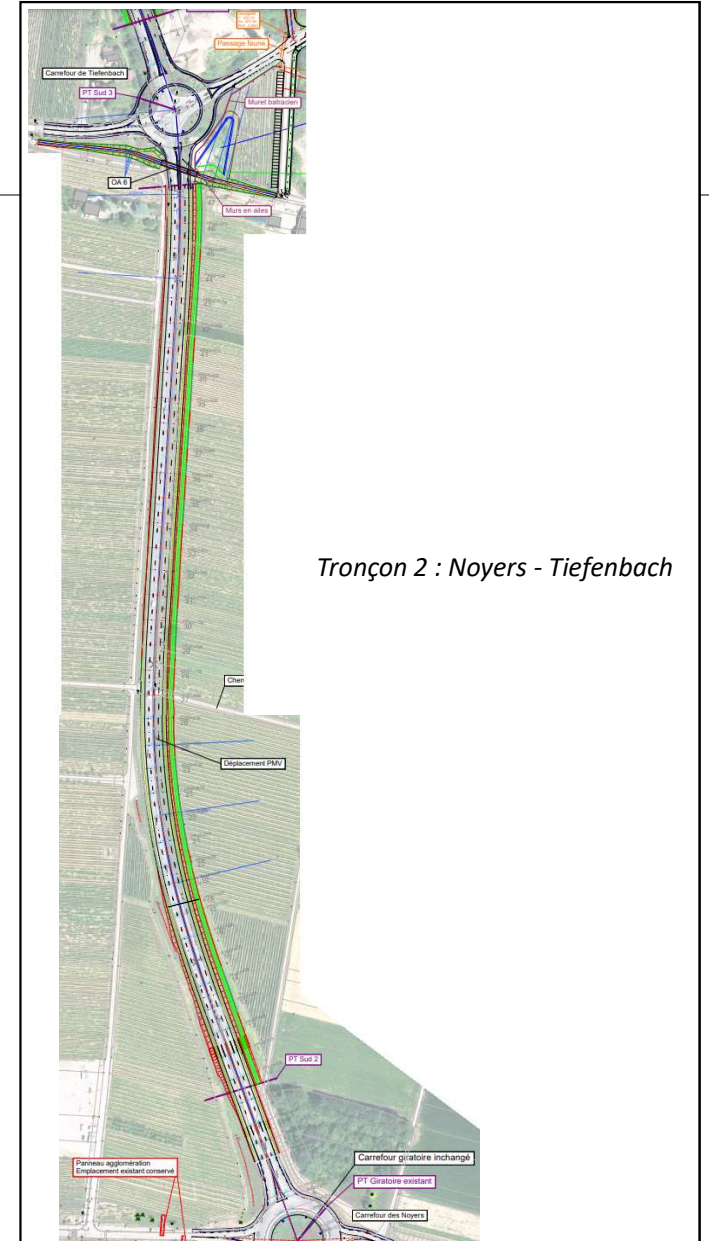 Passage faune
Carrefour de Tiefenbach
PT Sud 3
Muret batracien
OA 6
Murs en ailes
Tronçon 2 : Noyers - Tiefenbach
Chem
Déplacement PMV
PT Sud 2
Carrefour giratoire inchangé
Panneau agglomération
Emplacement existant conservé
PT Giratoire existant
Carrefour des Noyers